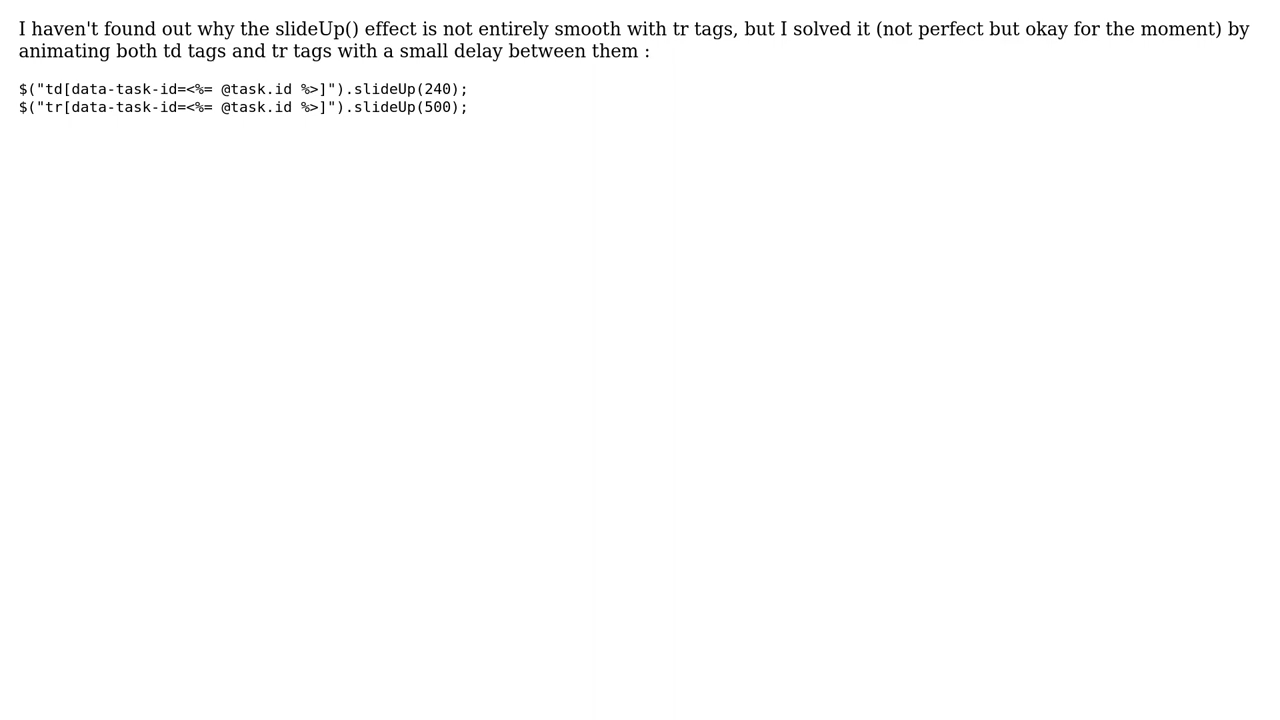 I haven't found out why the slideUp() effect is not entirely smooth with tr tags, but I solved it (not perfect but okay for the moment) by
animating both td tags and tr tags with a small delay between them :
$("td[data-task-id=<%= @task.id %>]").slideUp(240);
$("tr[data-task-id=<%= @task.id %>]").slideUp(500);